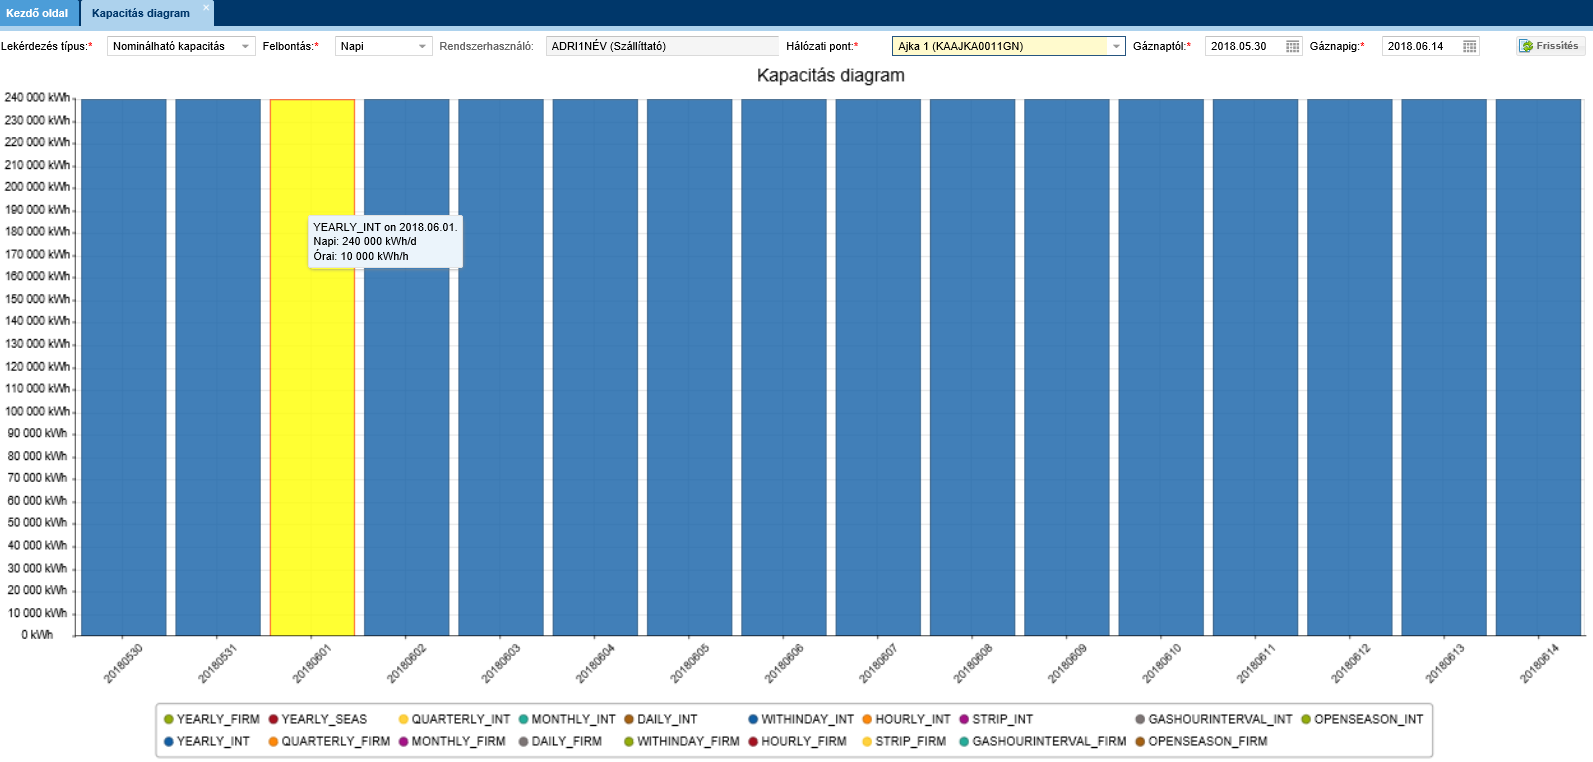 Kezdő oldal
Kapacitás diagram
Lekérdezés típus:* Nominálható kapacitás Felbontás:* Napi Rendszerhasználó: ADRI1NÉV (Szállíttató) Hálózati pont:* Ajka 1 (KAAJKA0011GN) Gáznaptól:* 2018.05.30 Gáznapig:* 2018.06.14 Frissítés
Kapacitás diagram
240 000 kWh
230 000 kWh
220 000 kWh
210 000 kWh
200 000 kWh
190 000 kWh
180 000 kWh
170 000 kWh
160 000 kWh
150 000 kWh
140 000 kWh
130 000 kWh
120 000 kWh
110 000 kWh
100 000 kWh
90 000 kWh
80 000 kWh
70 000 kWh
60 000 kWh
50 000 kWh
40 000 kWh
30 000 kWh
20 000 kWh
10 000 kWh
0 kWh
YEARLY_INT on 2018.06.01.
Napi: 240 000 kWh/d
Órai: 10 000 kWh/h
20180530 20180531 20180601 20180602 20180603 20180604 20180605 20180606 20180607 20180608 20180609 20180610 20180611 20180612 20180613 20180614
YEARLY_FIRM YEARLY_SEAS QUARTERLY_INT MONTHLY_INT DAILY_INT WITHINDAY_INT HOURLY_INT STRIP_INT GASHOURINTERVAL_INT OPENSEASON_INT
YEARLY_INT QUARTERLY_FIRM MONTHLY_FIRM DAILY_FIRM WITHINDAY_FIRM HOURLY_FIRM STRIP_FIRM GASHOURINTERVAL_FIRM OPENSEASON_FIRM